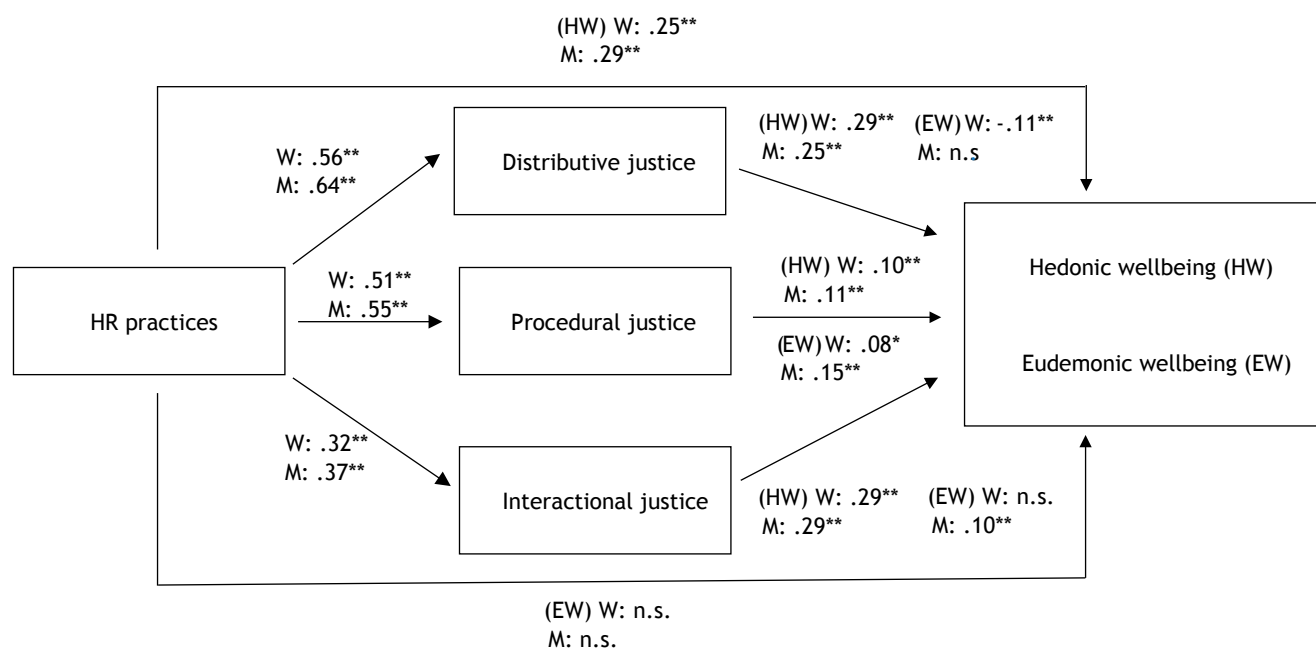 (HW) W: .25**
M: .29**
(HW) W: .29**
M: .25**
(EW) W: -.11**
M: n.s
W: .56**
M: .64**
Distributive justice
HR practices
W: .51**
M: .55**
Procedural justice
(HW) W: .10**
M: .11**
(EW) W: .08*
M: .15**
Hedonic wellbeing (HW)
Eudemonic wellbeing (EW)
W: .32**
M: .37**
Interactional justice
(HW) W: .29**
M: .29**
(EW) W: n.s.
M: .10**
(EW) W: n.s.
M: n.s.